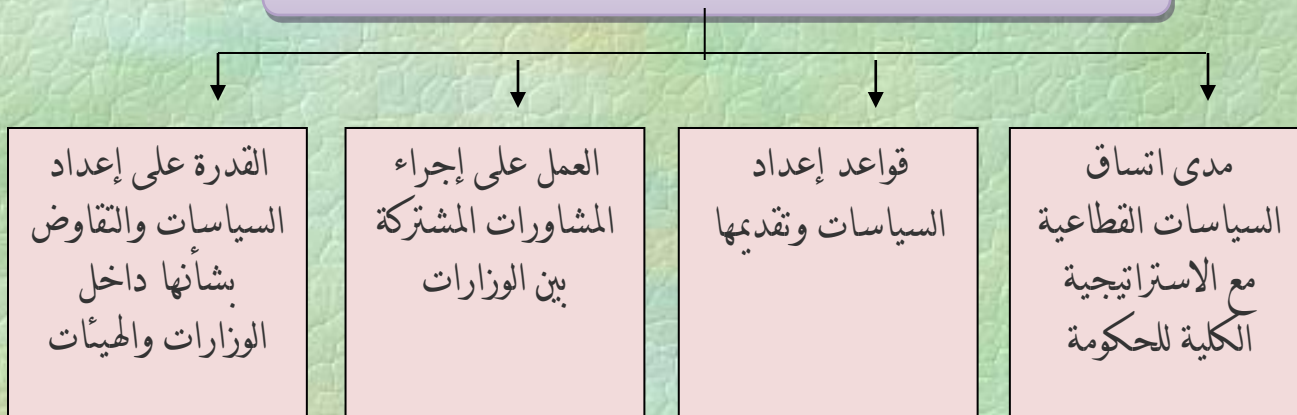 مدى اتساق
السياسات القطاعية
مع الاستراتيجية
الكلية للحكومة
قواعد إعداد
السياسات وتقديمها
العمل على إجراء
المشاورات المشتركة
بين الوزارات
القدرة على إعداد
السياسات والتقاوض
بشأنها داخل
الوزارات والهيئات